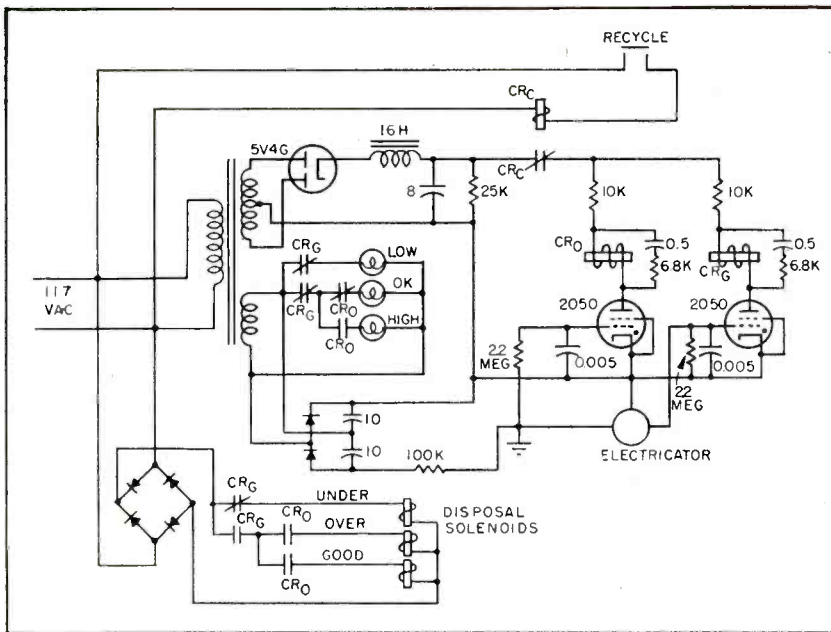 RECYCLE
CRC
16H
5V4G
CRC
8
25K
10K
10K
CRG
LOW
CRO
0.5
6.8K
CRG
0.5
6.8K
OK
CRG
CRO
HIGH
CRO
117
VAC
2050
2050
22
MEG
0.005
0.005
22
MEG
10
10
100K
ELECTRICATOR
CRG
UNDER
CRG
CRO
OVER
DISPOSAL
SOLENOIDS
GOOD
CRO